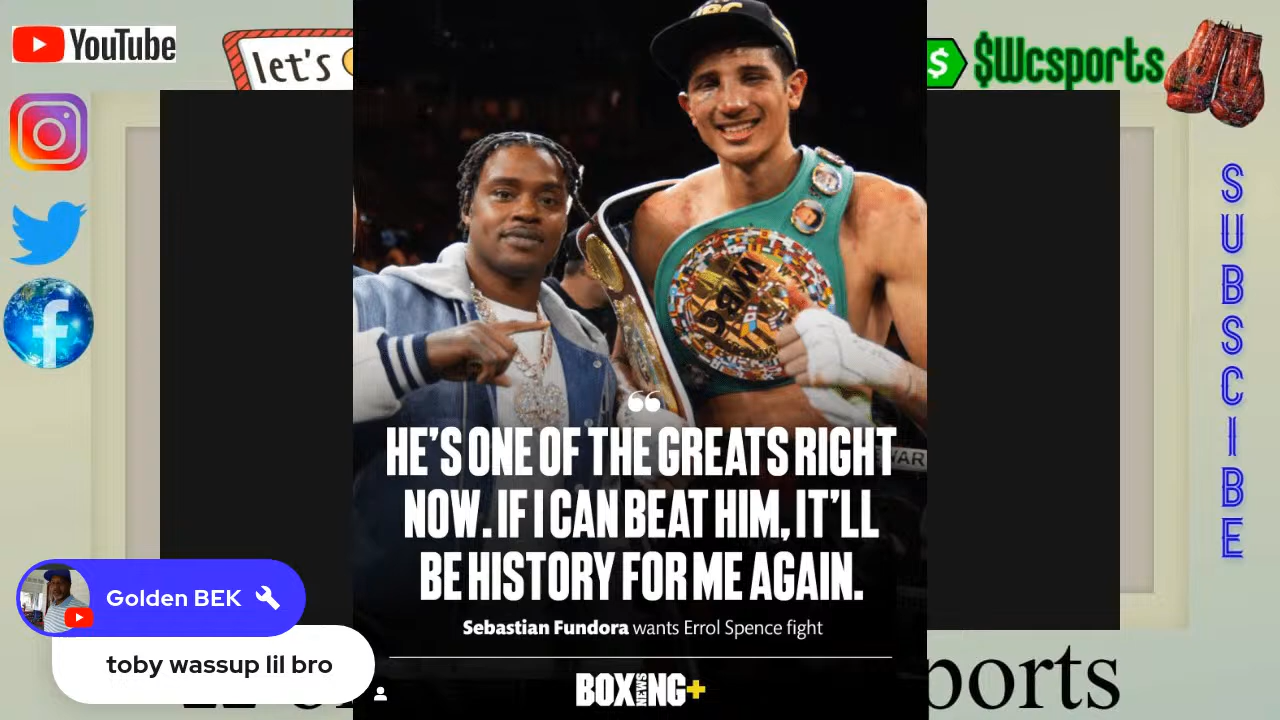 YouTube
let's
$Wcsports
SUBSCIBE
WBC
“
HE'S ONE OF THE GREATS RIGHT
NOW. IF I CAN BEAT HIM, IT'LL
BE HISTORY FOR ME AGAIN.
Sebastian Fundora wants Errol Spence fight
BOXING NEWS+
Golden BEK
toby wassup lil bro
ports